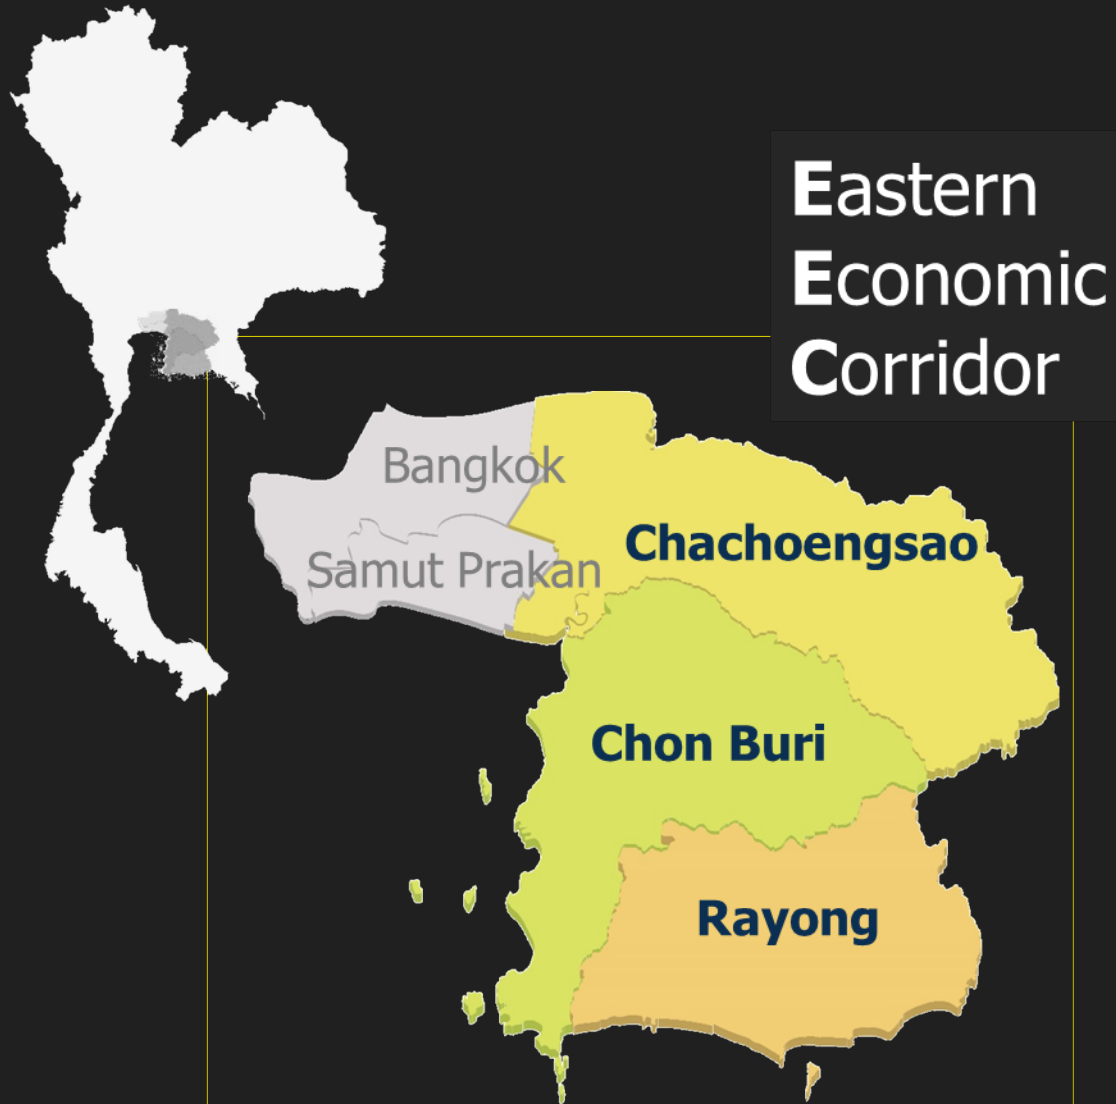 Eastern
Economic
Corridor
Bangkok
Samut Prakan
Chachoengsao
Chon Buri
Rayong